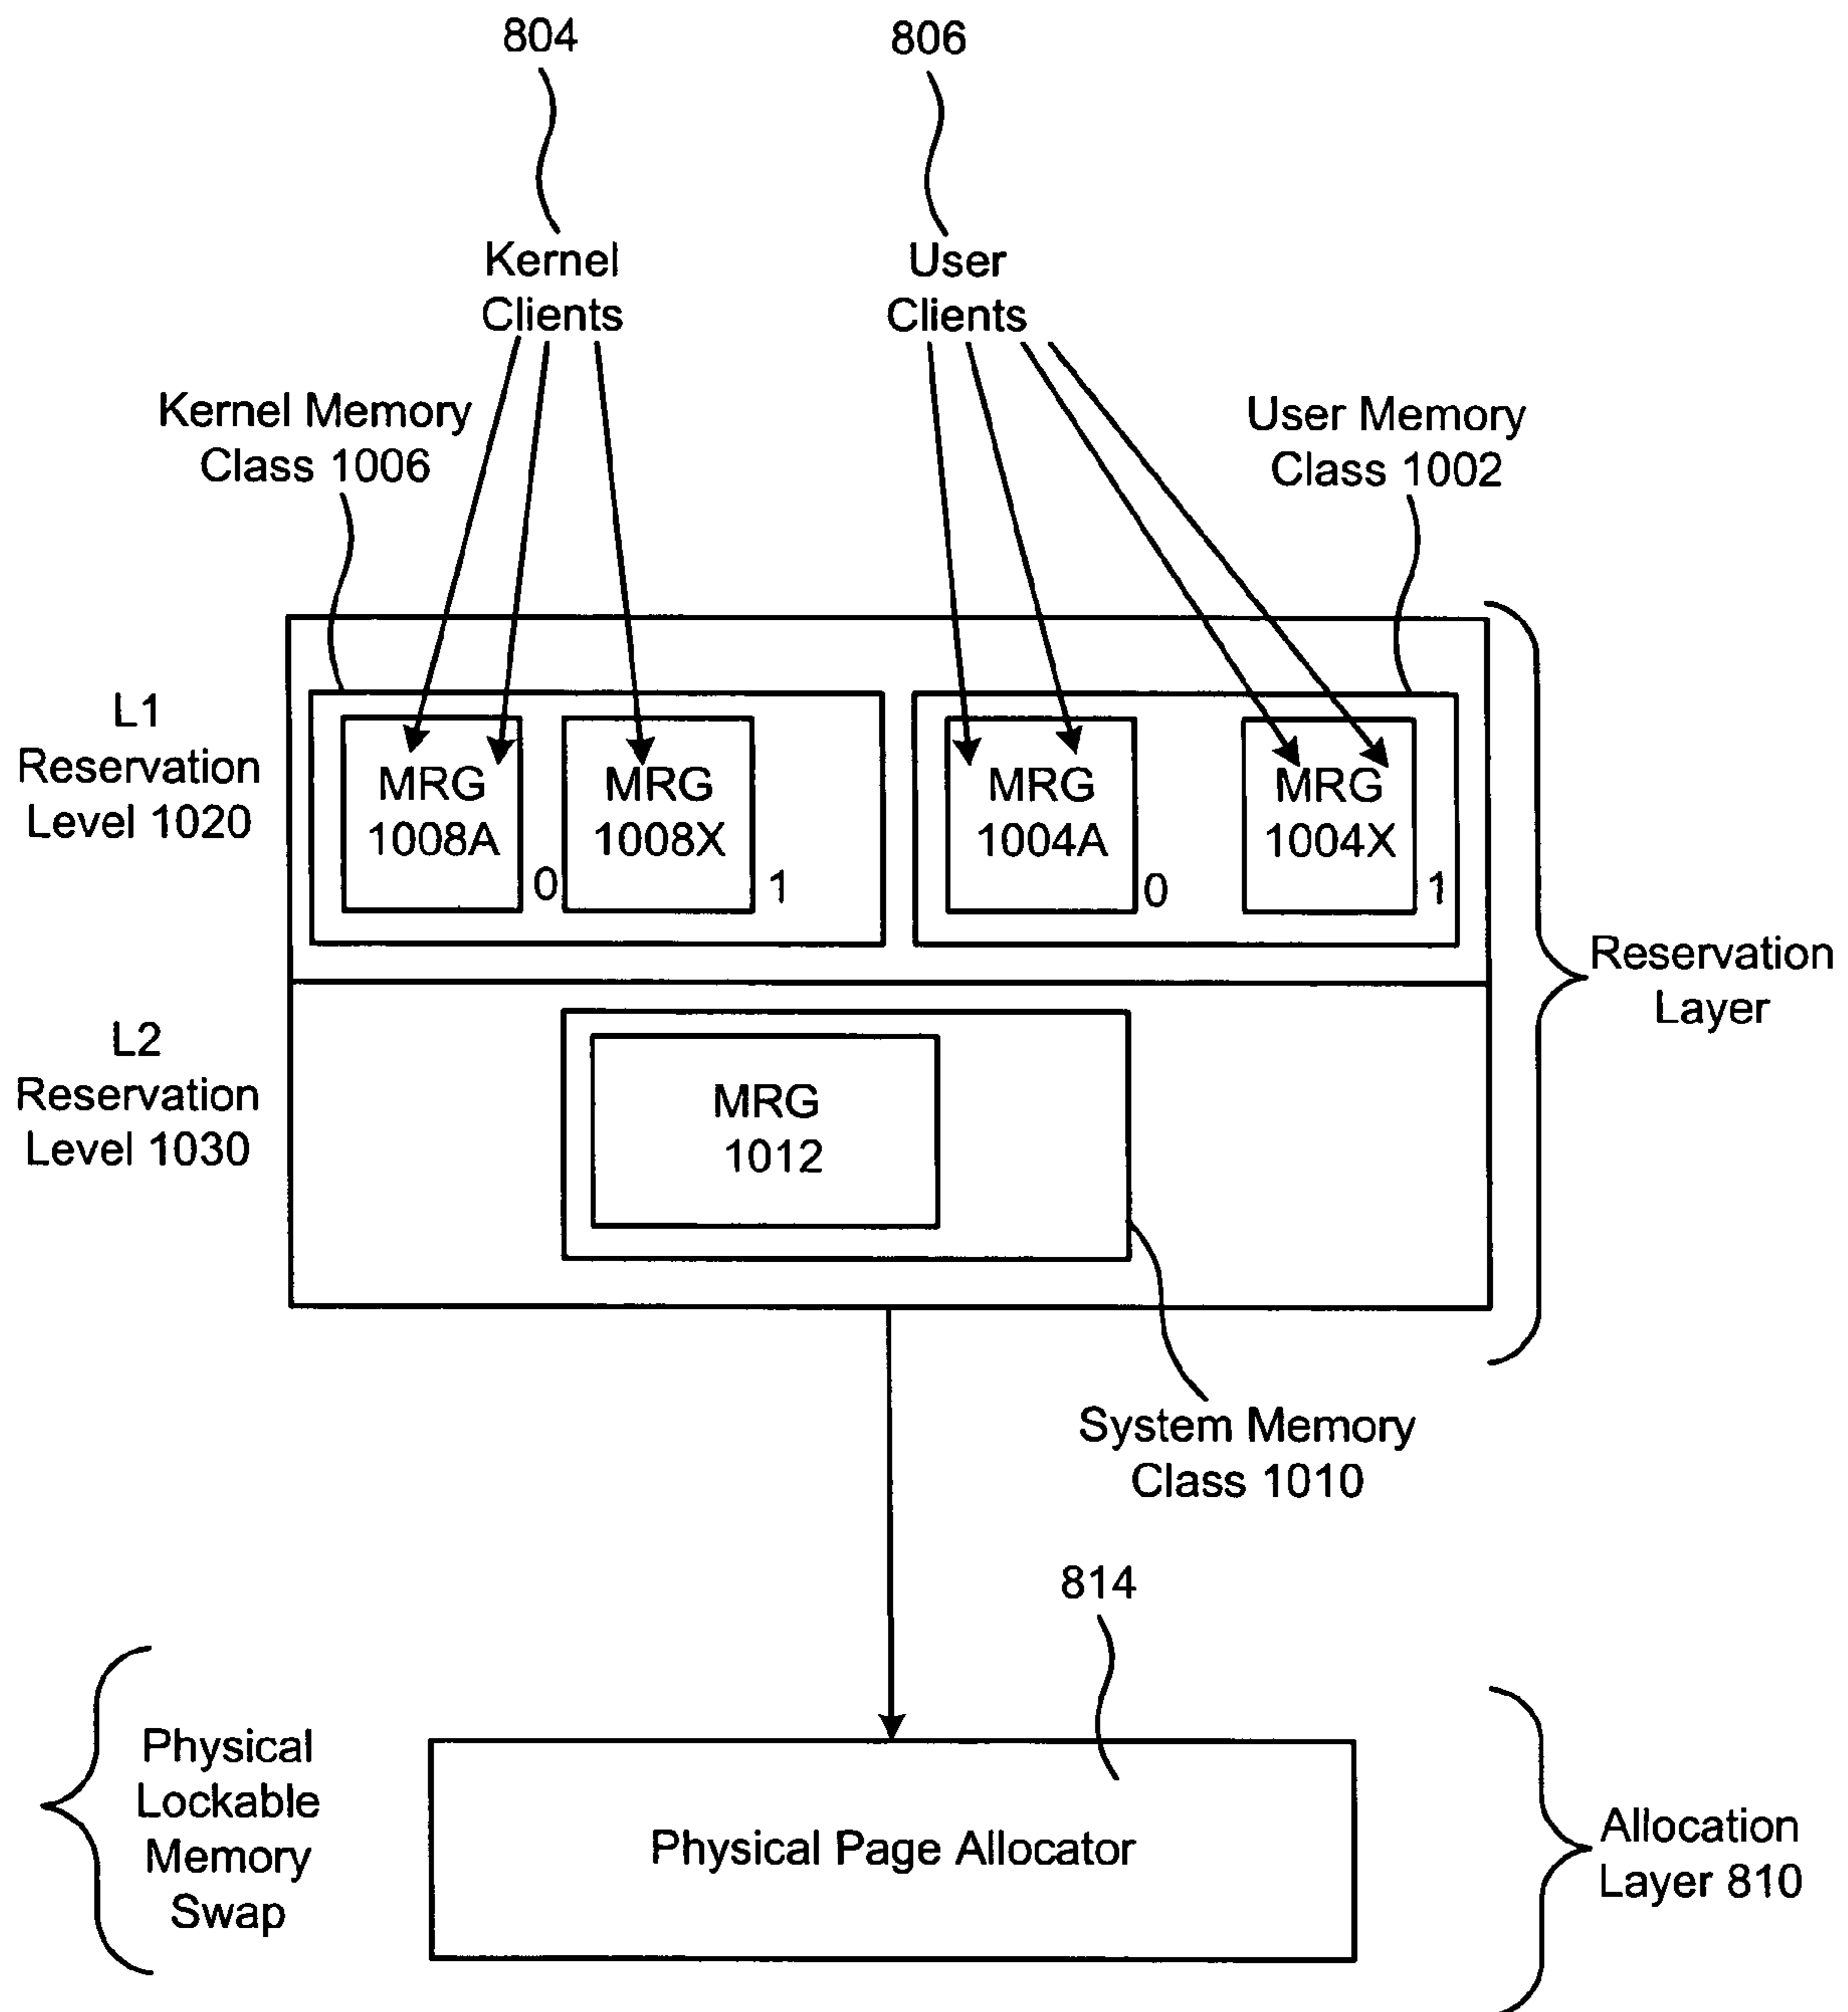 804
806
Kernel
Clients
User
Clients
Kernel Memory
Class 1006
User Memory
Class 1002
L1
Reservation
Level 1020
MRG
1008A
0
MRG
1008X
1
MRG
1004A
0
MRG
1004X
1
Reservation
Layer
L2
Reservation
Level 1030
MRG
1012
System Memory
Class 1010
814
Physical
Lockable
Memory
Swap
Physical Page Allocator
Allocation
Layer 810